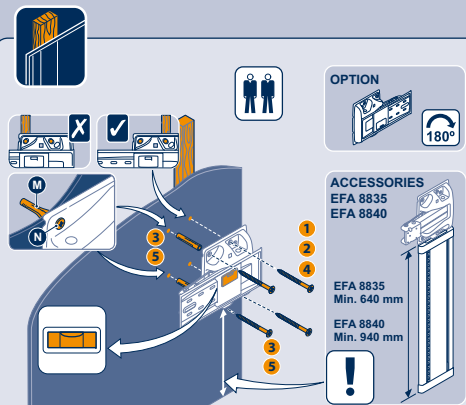 OPTION
180º
M
N
3
5
1
2
4
3
5
ACCESSORIES
EFA 8835
EFA 8840
EFA 8835
Min. 640 mm
EFA 8840
Min. 940 mm
!